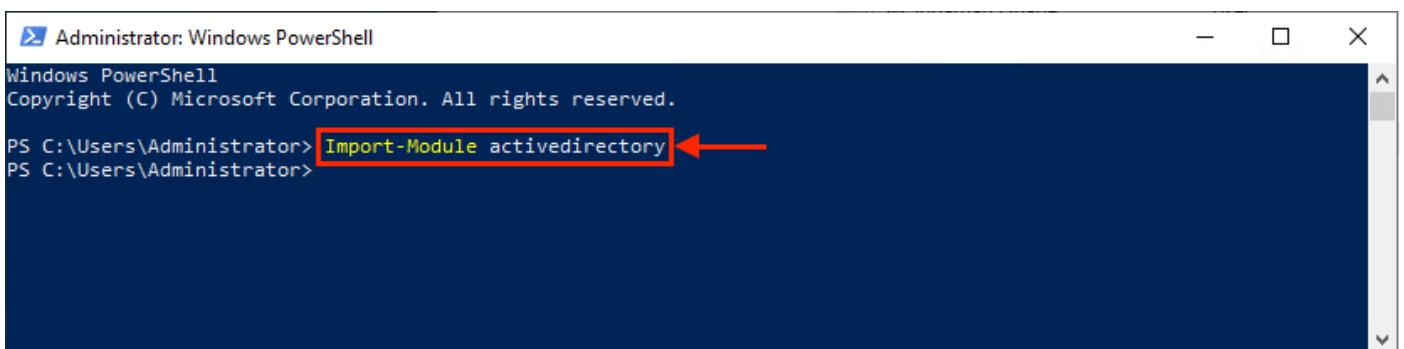 Administrator: Windows PowerShell
Windows PowerShell
Copyright (C) Microsoft Corporation. All rights reserved.
PS C:\Users\Administrator> Import-Module activedirectory
PS C:\Users\Administrator>